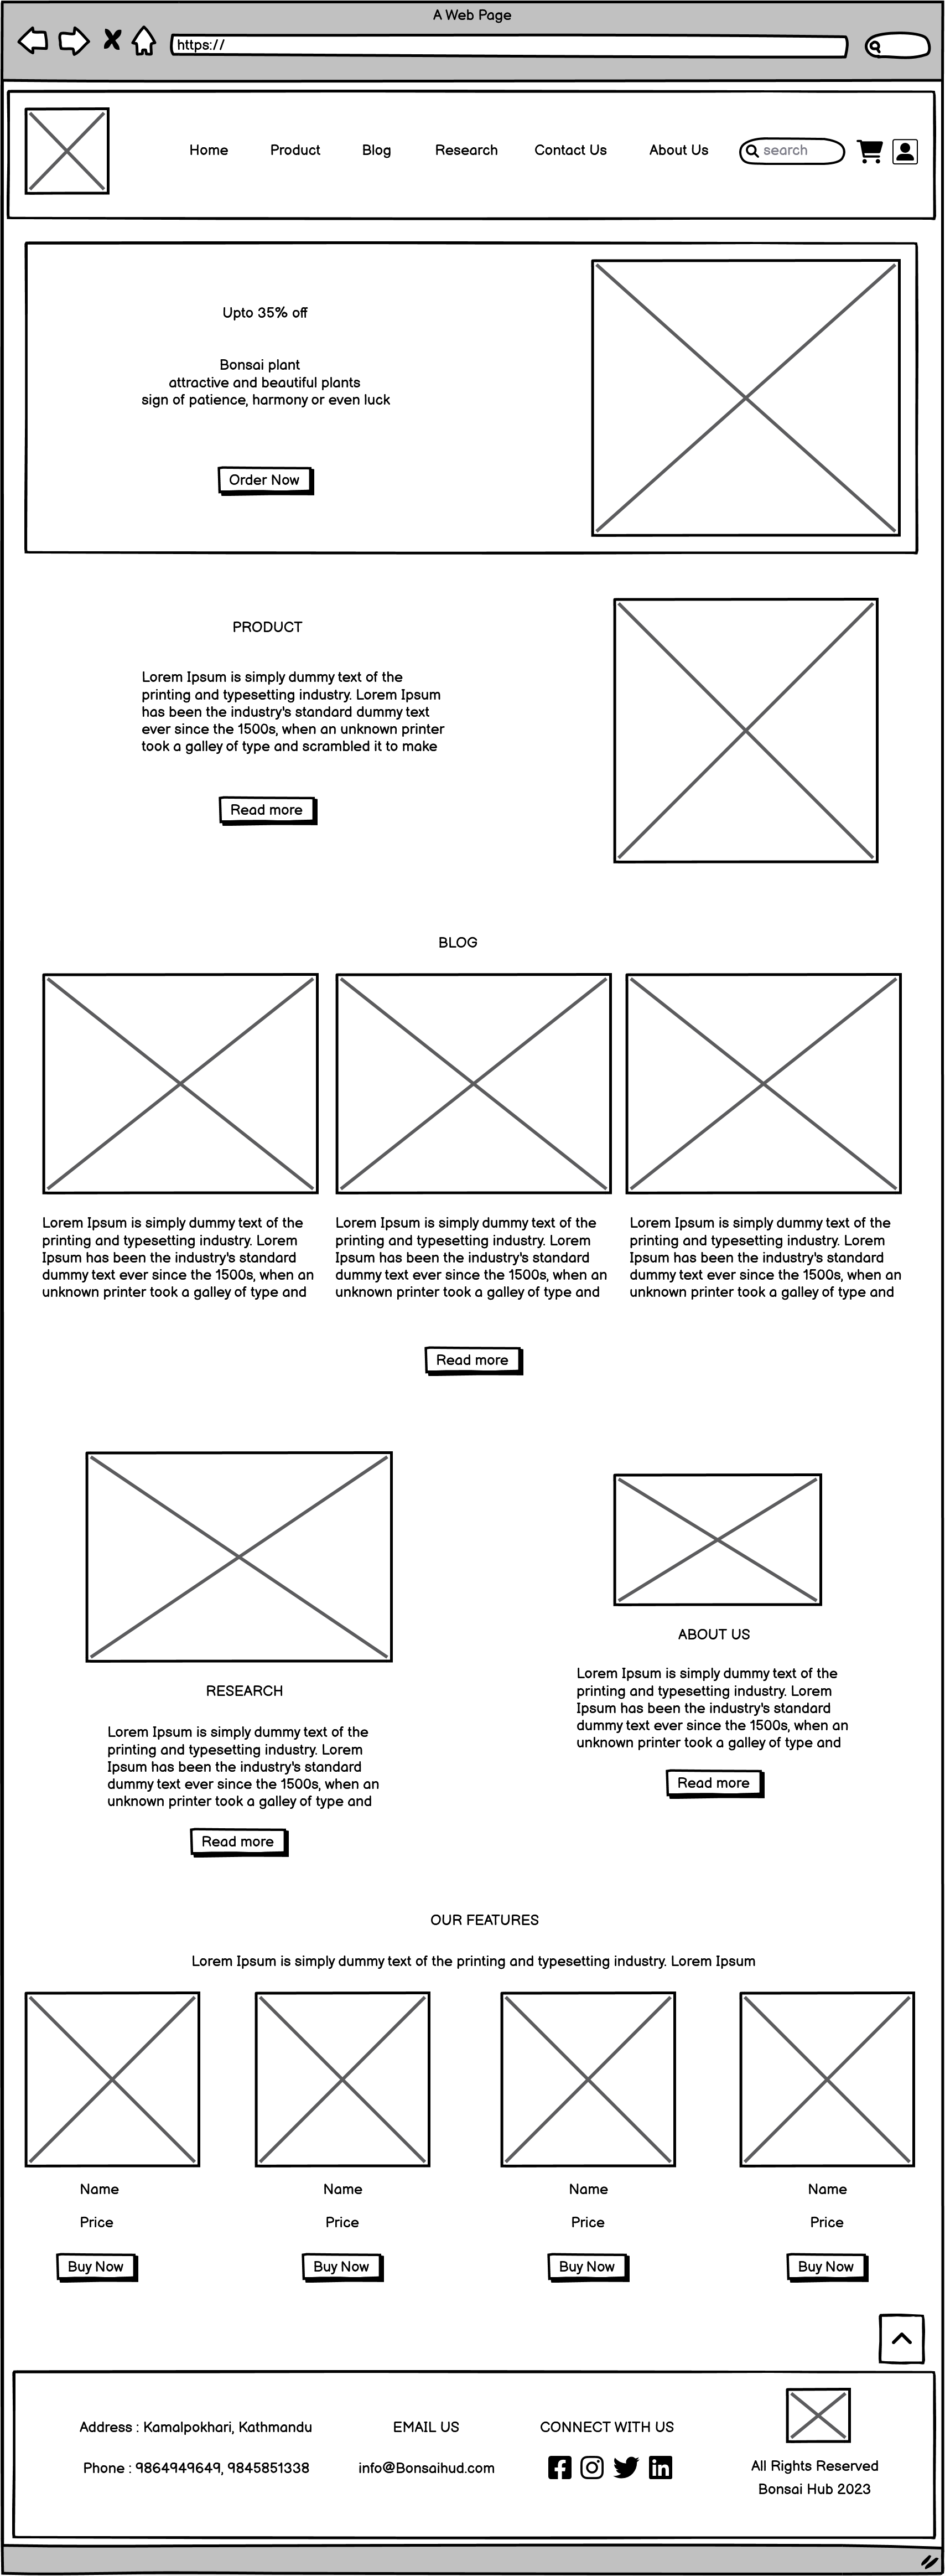 A Web Page
https://
Home Product Blog Research Contact Us About Us search
Upto 35% off
Bonsai plant
attractive and beautiful plants
sign of patience, harmony or even luck
Order Now
PRODUCT
Lorem Ipsum is simply dummy text of the
printing and typesetting industry. Lorem Ipsum
has been the industry's standard dummy text
ever since the 1500s, when an unknown printer
took a galley of type and scrambled it to make
Read more
BLOG
Lorem Ipsum is simply dummy text of the
printing and typesetting industry. Lorem
Ipsum has been the industry's standard
dummy text ever since the 1500s, when an
unknown printer took a galley of type and
Lorem Ipsum is simply dummy text of the
printing and typesetting industry. Lorem
Ipsum has been the industry's standard
dummy text ever since the 1500s, when an
unknown printer took a galley of type and
Lorem Ipsum is simply dummy text of the
printing and typesetting industry. Lorem
Ipsum has been the industry's standard
dummy text ever since the 1500s, when an
unknown printer took a galley of type and
Read more
RESEARCH
Lorem Ipsum is simply dummy text of the
printing and typesetting industry. Lorem
Ipsum has been the industry's standard
dummy text ever since the 1500s, when an
unknown printer took a galley of type and
Read more
ABOUT US
Lorem Ipsum is simply dummy text of the
printing and typesetting industry. Lorem
Ipsum has been the industry's standard
dummy text ever since the 1500s, when an
unknown printer took a galley of type and
Read more
OUR FEATURES
Lorem Ipsum is simply dummy text of the printing and typesetting industry. Lorem Ipsum
Name
Price
Buy Now
Name
Price
Buy Now
Name
Price
Buy Now
Name
Price
Buy Now
Address : Kamalpokhari, Kathmandu
Phone : 9864949649, 9845851338
EMAIL US
info@Bonsaihud.com
CONNECT WITH US
All Rights Reserved
Bonsai Hub 2023